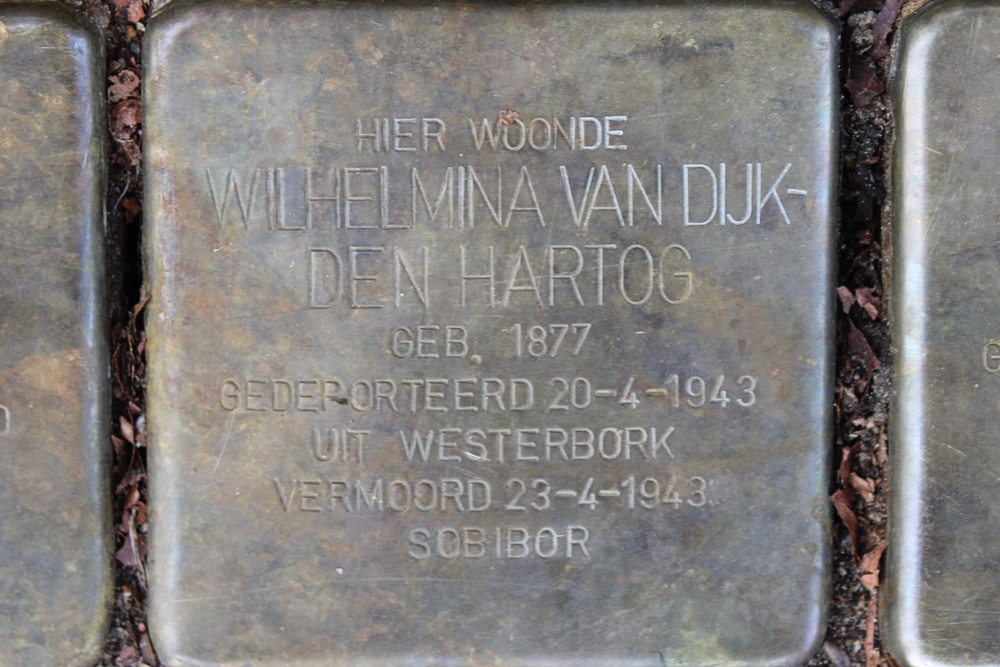 HIER WOONDE
WILHELMINA VAN DIJK-
DEN HARTOG
GEB. 1877
GEDEPORTEERD 20-4-1943
UIT WESTERBORK
VERMOORD 23-4-1943
SOBIBOR